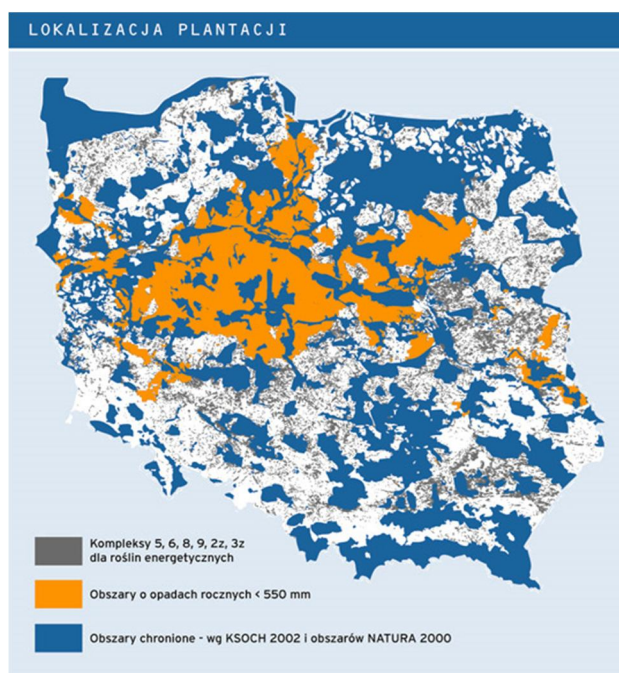 LOKALIZACJA PLANTACJI
Kompleksy 5, 6, 8, 9, 2z, 3z
dla roślin energetycznych
Obszary o opadach rocznych < 550 mm
Obszary chronione - wg KSOCH 2002 i obszarów NATURA 2000